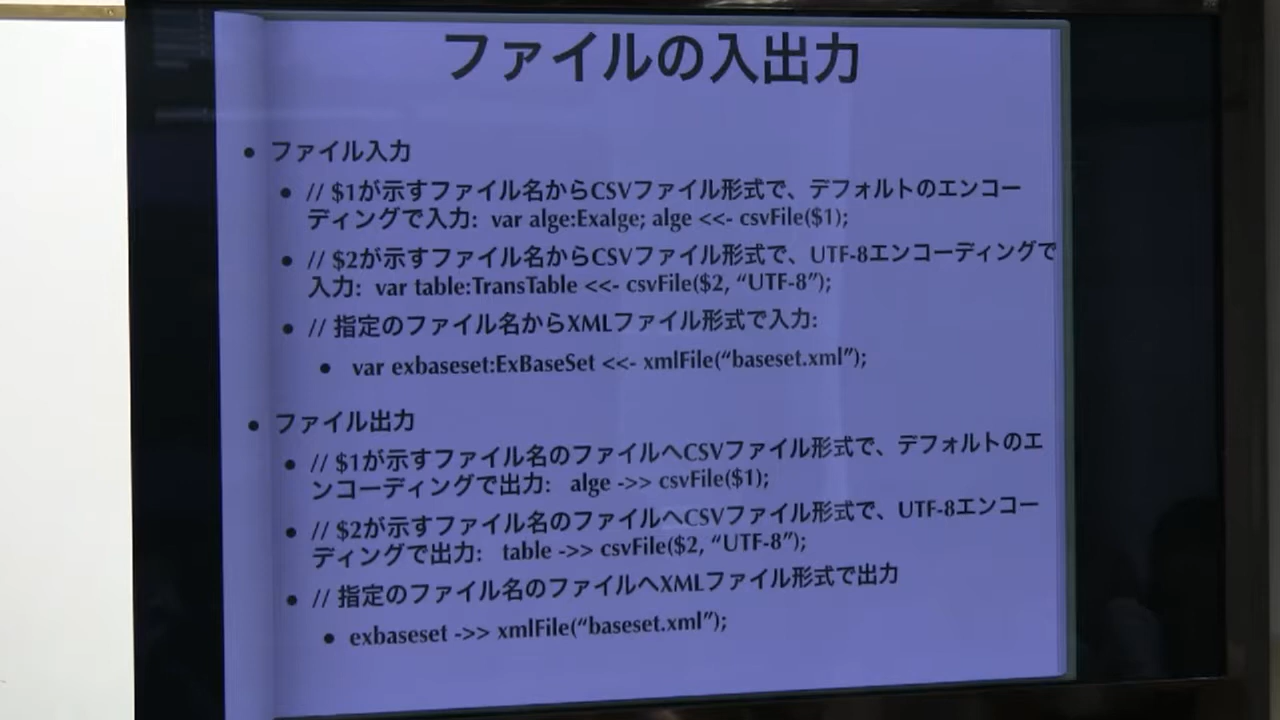 ファイルの入出力
• ファイル入力
• // $1が示すファイル名からCSVファイル形式で、デフォルトのエンコー
ディングで入力: var alge:Exalge; alge <<- csvFile($1);
• // $2が示すファイル名からCSVファイル形式で、UTF-8エンコーディングで
入力: var table:TransTable <<- csvFile($2, “UTF-8”);
• // 指定のファイル名からXMLファイル形式で入力:
• var exbaseset:ExBaseSet <<- xmlFile(“baseset.xml”);
• ファイル出力
• // $1が示すファイル名のファイルへCSVファイル形式で、デフォルトのエ
ンコーディングで出力: alge ->> csvFile($1);
• // $2が示すファイル名のファイルへCSVファイル形式で、UTF-8エンコー
ディングで出力: table ->> csvFile($2, “UTF-8”);
• // 指定のファイル名のファイルへXMLファイル形式で出力
• exbaseset ->> xmlFile(“baseset.xml”);